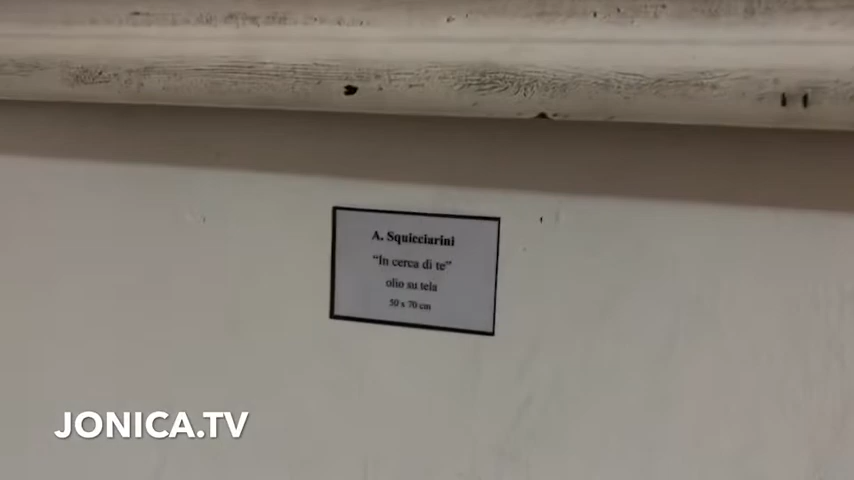 A. Squicciarini
“In cerca di te”
olio su tela
50 x 70 cm
JONICA.TV